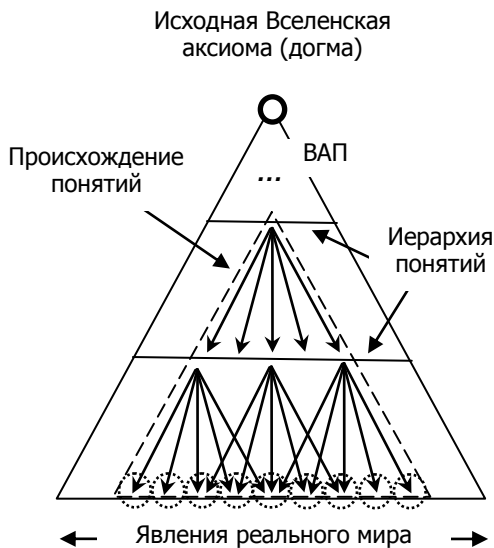 Исходная Вселенская
аксиома (догма)
Происхождение
понятий
ВАП
...
Иерархия
понятий
Явления реального мира